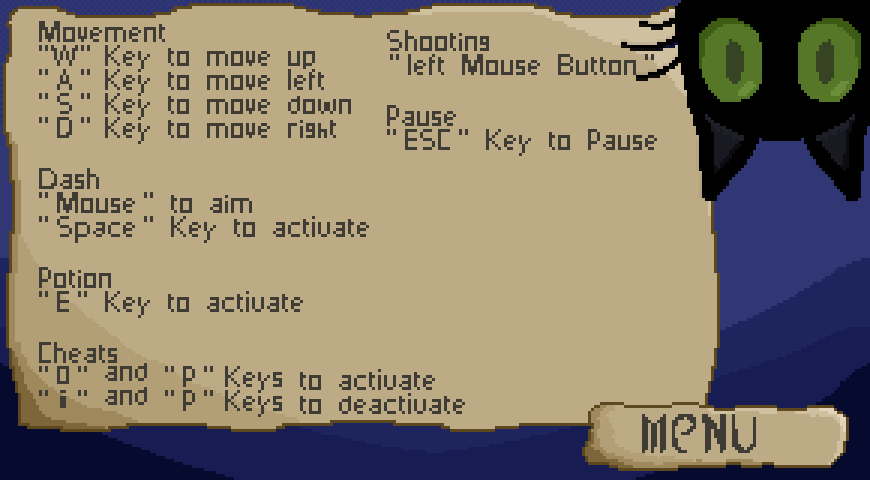 Movement
"W" Key to move up
"A" Key to move left
"S" Key to move down
"D" Key to move right
Dash
"Mouse" to aim
"Space" Key to activate
Potion
"E" Key to activate
Cheats
"O" and "P" Keys to activate
"i" and "P" Keys to deactivate
Shooting
"left Mouse Button"
Pause
"ESC" Key to Pause
MENU